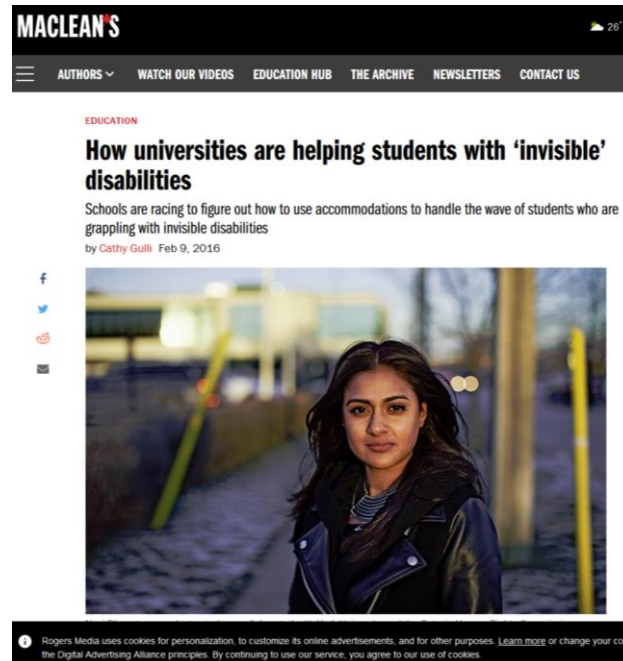 MACLEAN'S
26°
AUTHORS
WATCH OUR VIDEOS
EDUCATION HUB
THE ARCHIVE
NEWSLETTERS
CONTACT US
EDUCATION
How universities are helping students with ‘invisible’
disabilities
Schools are racing to figure out how to use accommodations to handle the wave of students who are
grappling with invisible disabilities
by Cathy Gulli Feb 9, 2016
Rogers Media uses cookies for personalization, to customize its online advertisements, and for other purposes. Learn more or change your co
the Digital Advertising Alliance principles. By continuing to use our service, you agree to our use of cookies.